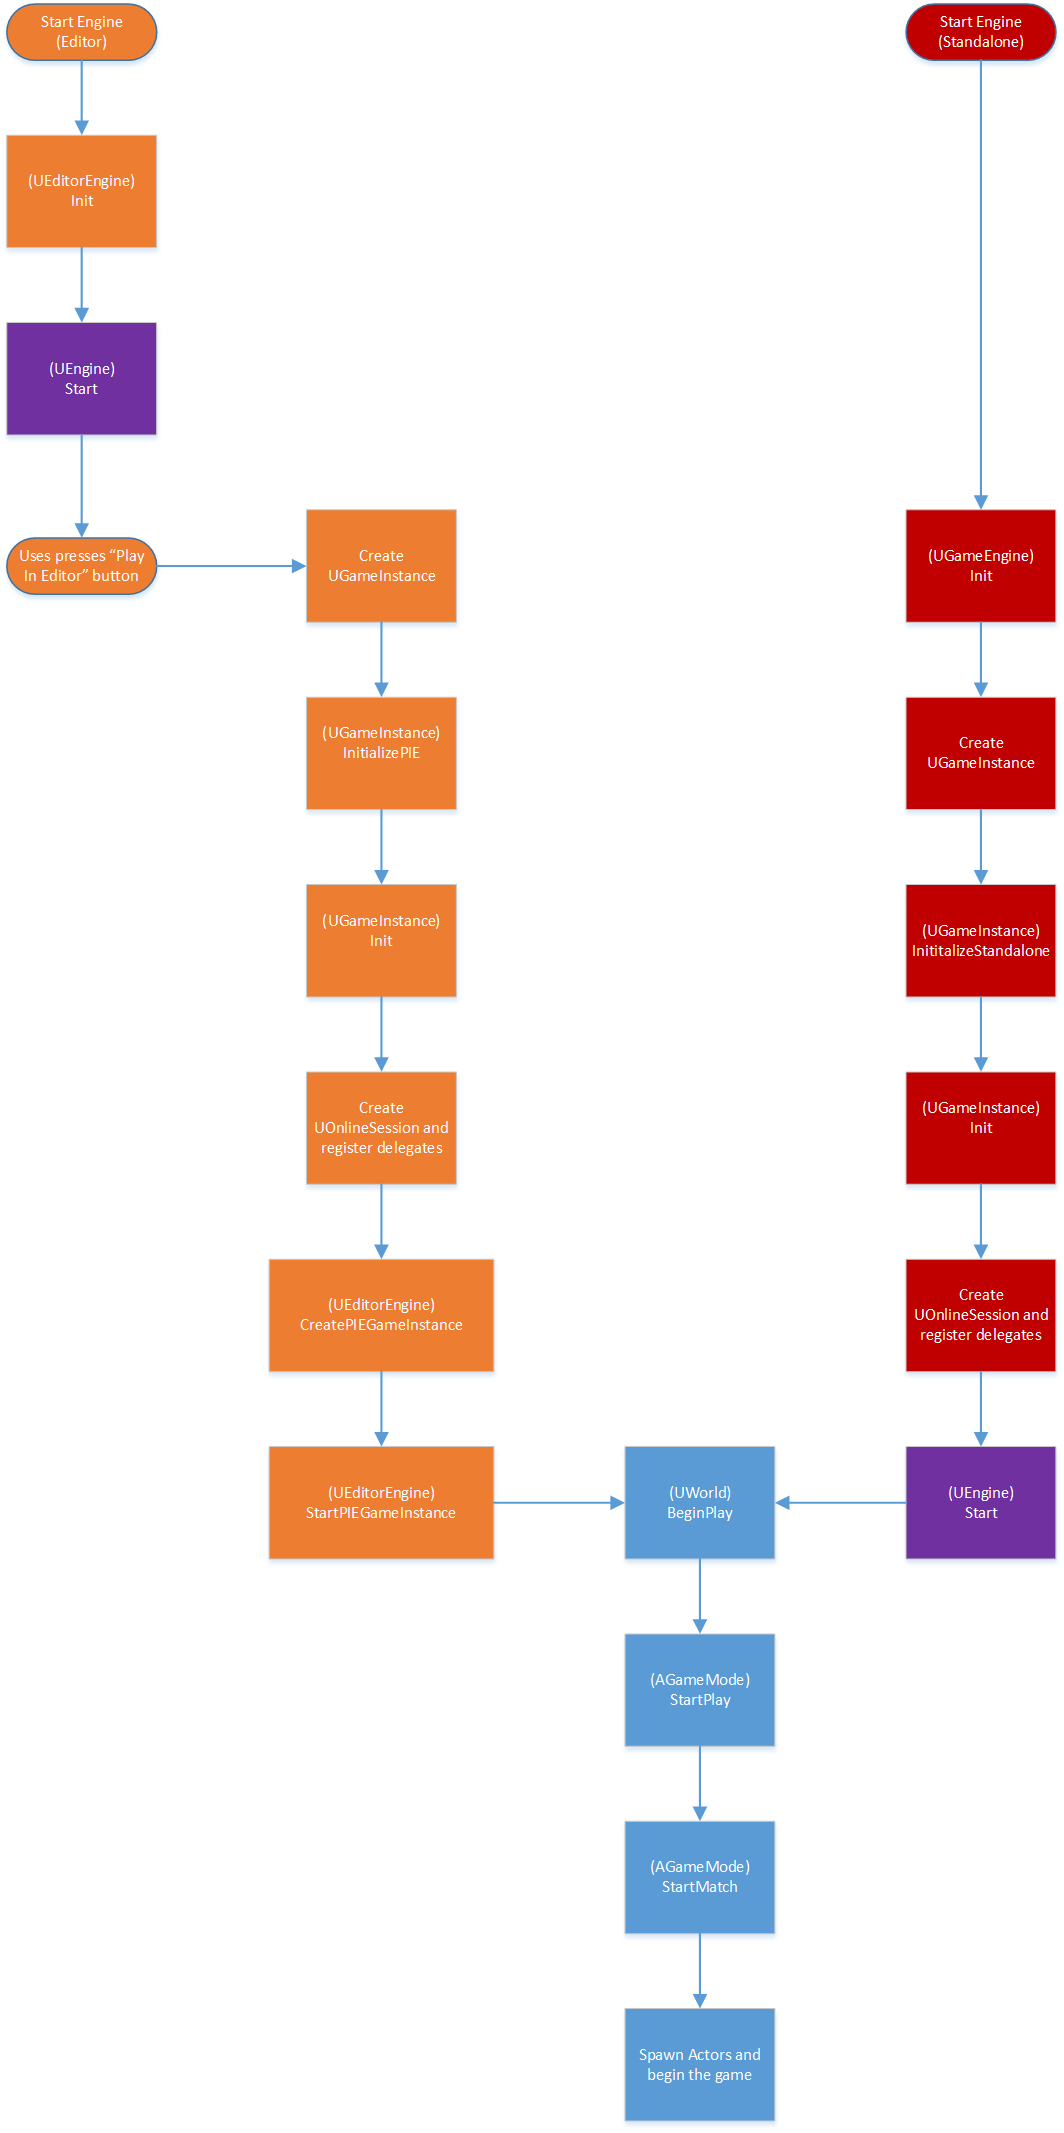 Start Engine
(Editor)
(UEditorEngine)
Init
(UEngine)
Start
Uses presses “Play
In Editor” button
Create
UGameInstance
(UGameInstance)
InitializePIE
(UGameInstance)
Init
Create
UOnlineSession and
register delegates
(UEditorEngine)
CreatePIEGameInstance
(UEditorEngine)
StartPIEGameInstance
Start Engine
(Standalone)
(UGameEngine)
Init
Create
UGameInstance
(UGameInstance)
InititalizeStandalone
(UGameInstance)
Init
Create
UOnlineSession and
register delegates
(UEngine)
Start
(UWorld)
BeginPlay
(AGameMode)
StartPlay
(AGameMode)
StartMatch
Spawn Actors and
begin the game